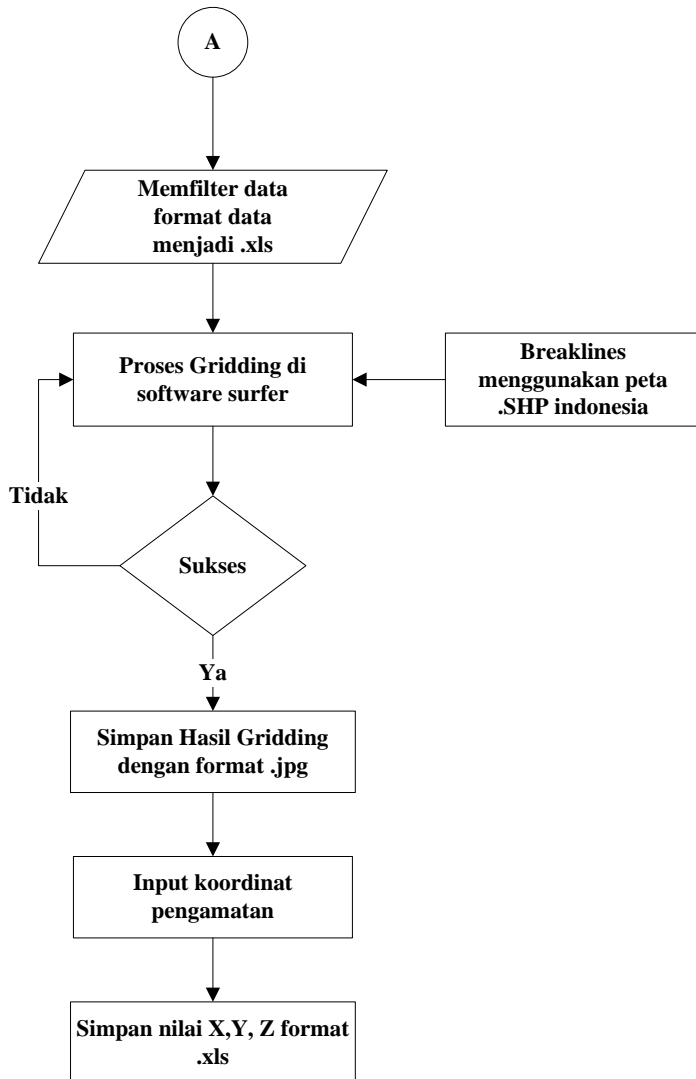 A
Memfilter data
format data
menjadi .xls
Proses Gridding di
software surfer
Breaklines
menggunakan peta
.SHP indonesia
Tidak
Sukses
Ya
Simpan Hasil Gridding
dengan format .jpg
Input koordinat
pengamatan
Simpan nilai X,Y, Z format
.xls